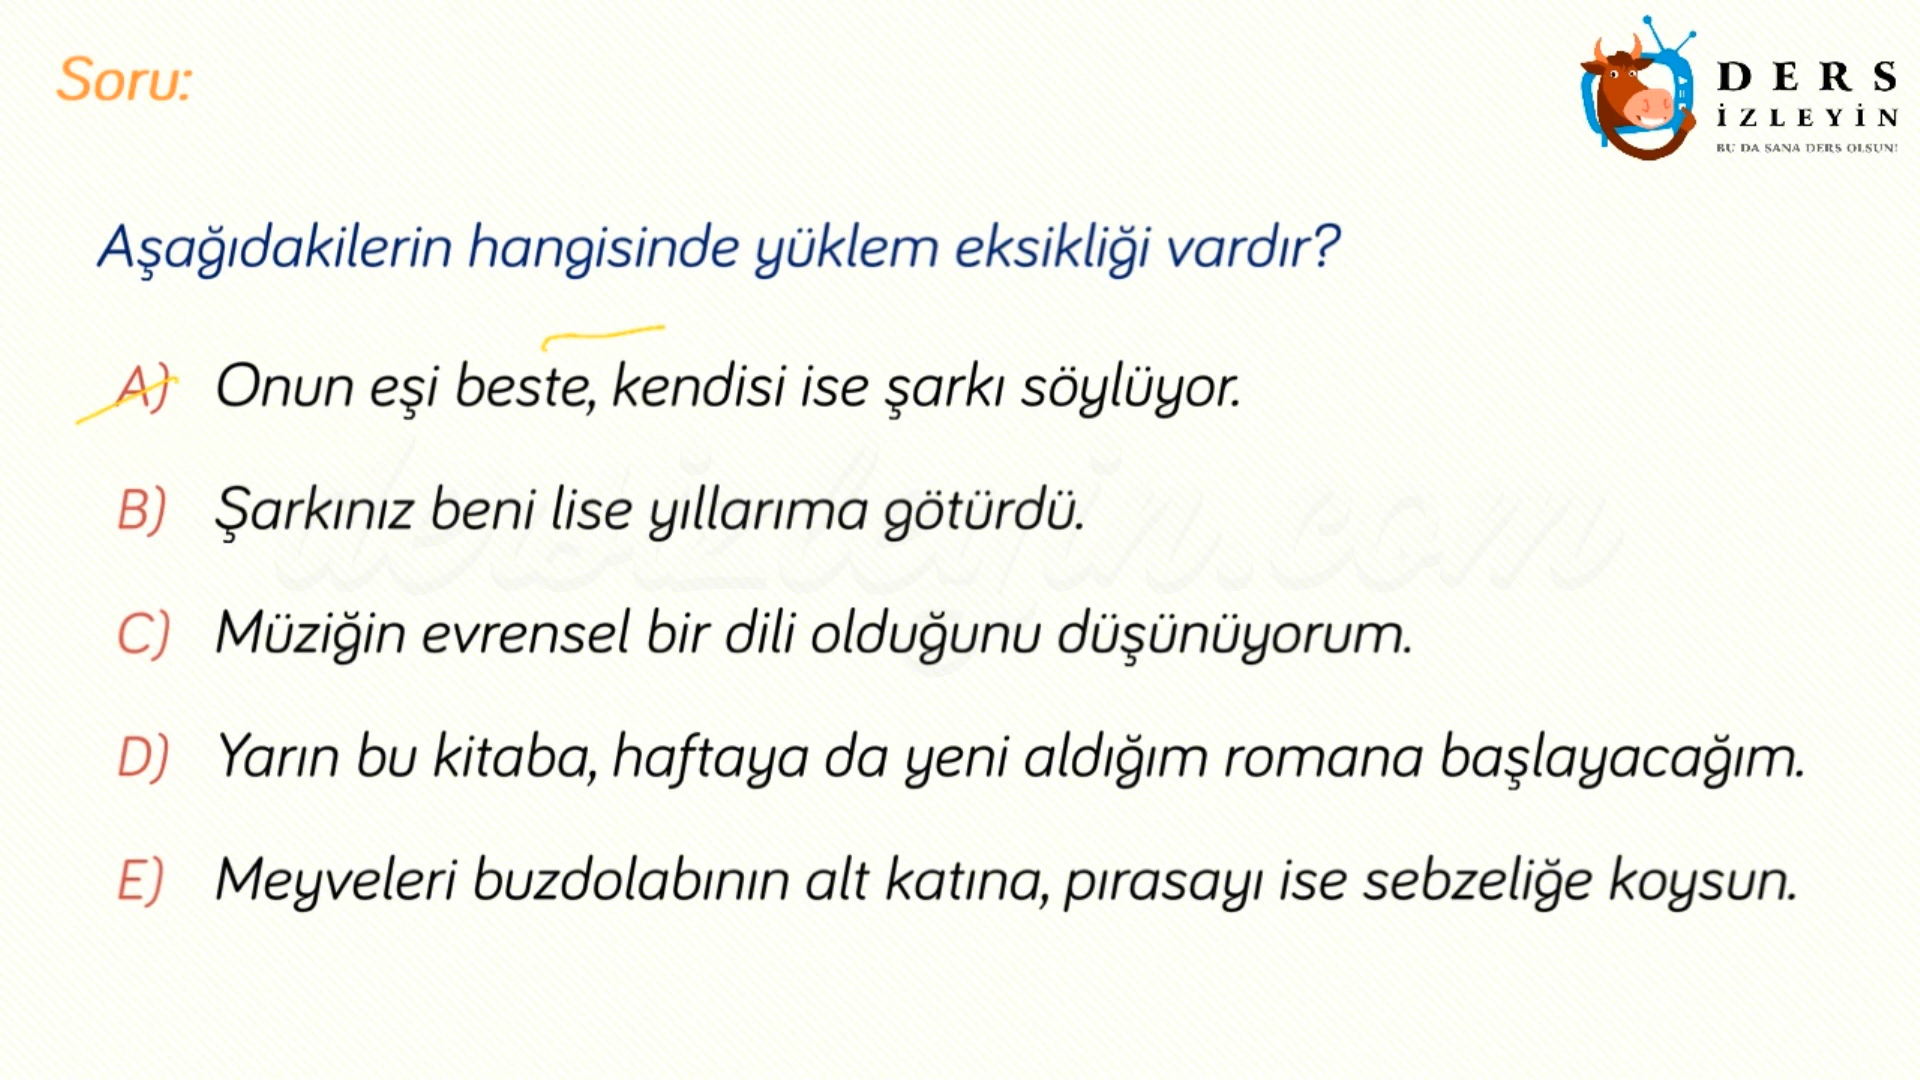 Soru:
DERS
İZLEYİN
BU DA SANA DERS OLSUN!
Aşağıdakilerin hangisinde yüklem eksikliği vardır?
A) Onun eşi beste, kendisi ise şarkı söylüyor.
B) Şarkınız beni lise yıllarıma götürdü.
dersizleyin.com
C) Müziğin evrensel bir dili olduğunu düşünüyorum.
D) Yarın bu kitaba, haftaya da yeni aldığım romana başlayacağım.
E) Meyveleri buzdolabının alt katına, pırasayı ise sebzeliğe koysun.